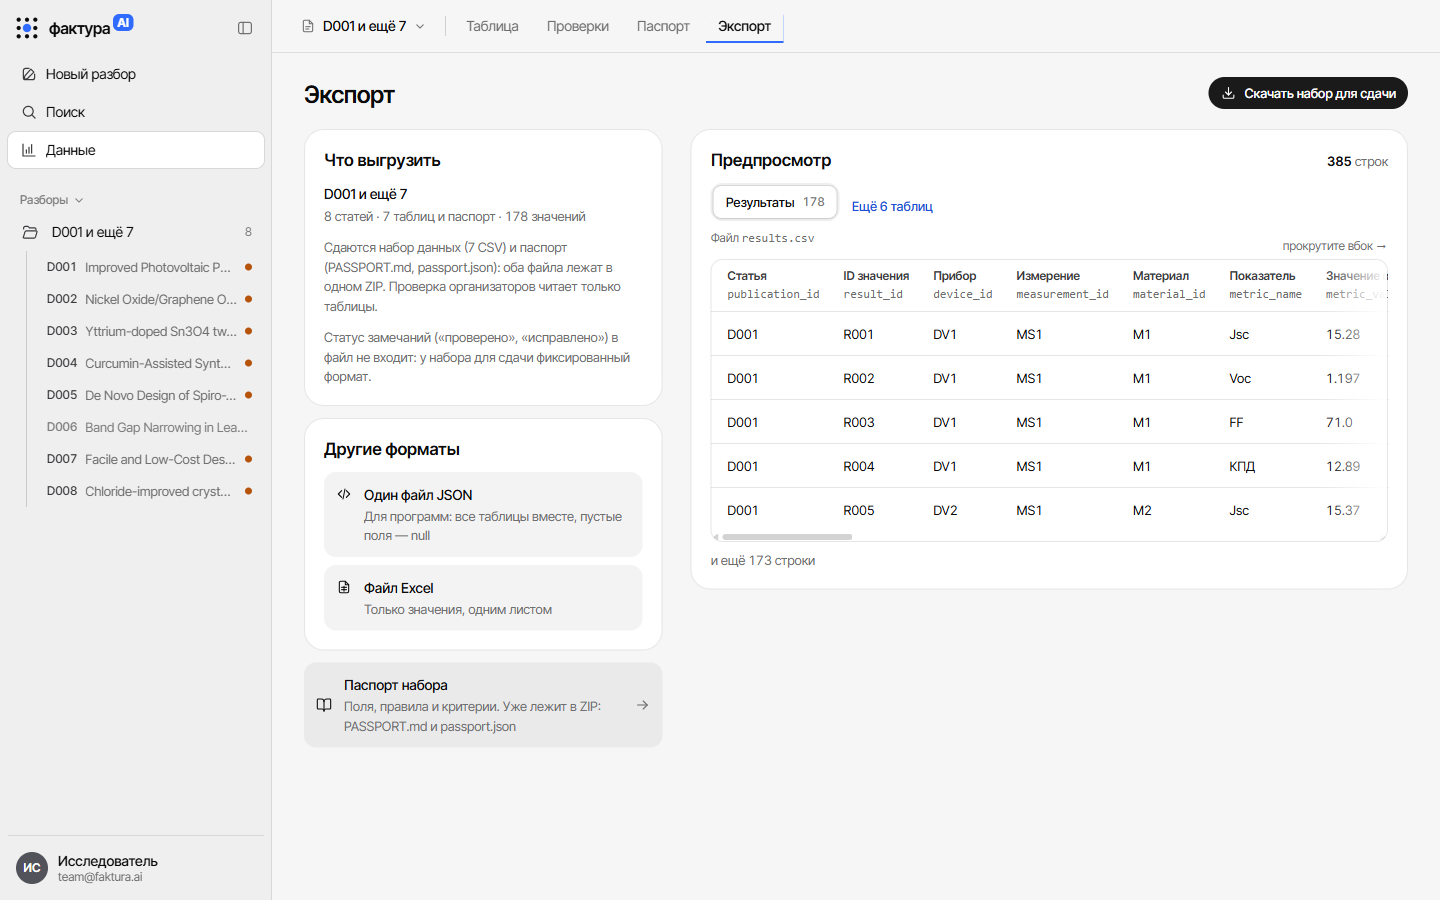 фактура AI
Новый разбор
Поиск
Данные
Разборы
D001 и ещё 7 8
D001 Improved Photovoltaic P...
D002 Nickel Oxide/Graphene O...
D003 Yttrium-doped Sn3O4 tw...
D004 Curcumin-Assisted Synt...
D005 De Novo Design of Spiro-...
D006 Band Gap Narrowing in Lea...
D007 Facile and Low-Cost Des...
D008 Chloride-improved cryst...
ИС
Исследователь
team@faktura.ai
D001 и ещё 7
Таблица
Проверки
Паспорт
Экспорт
Экспорт
Скачать набор для сдачи
Что выгрузить
D001 и ещё 7
8 статей · 7 таблиц и паспорт · 178 значений
Сдаются набор данных (7 CSV) и паспорт
(PASSPORT.md, passport.json): оба файла лежат в
одном ZIP. Проверка организаторов читает только
таблицы.
Статус замечаний («проверено», «исправлено») в
файл не входит: у набора для сдачи фиксированный
формат.
Другие форматы
Один файл JSON
Для программ: все таблицы вместе, пустые
поля — null
Файл Excel
Только значения, одним листом
Паспорт набора
Поля, правила и критерии. Уже лежит в ZIP:
PASSPORT.md и passport.json
Предпросмотр
385 строк
Результаты 178
Ещё 6 таблиц
Файл results.csv
прокрутите вбок →
Статья ID значения Прибор Измерение Материал Показатель Значение
publication_id result_id device_id measurement_id material_id metric_name metric_va
D001 R001 DV1 MS1 M1 Jsc 15.28
D001 R002 DV1 MS1 M1 Voc 1.197
D001 R003 DV1 MS1 M1 FF 71.0
D001 R004 DV1 MS1 M1 КПД 12.89
D001 R005 DV2 MS1 M2 Jsc 15.37
и ещё 173 строки